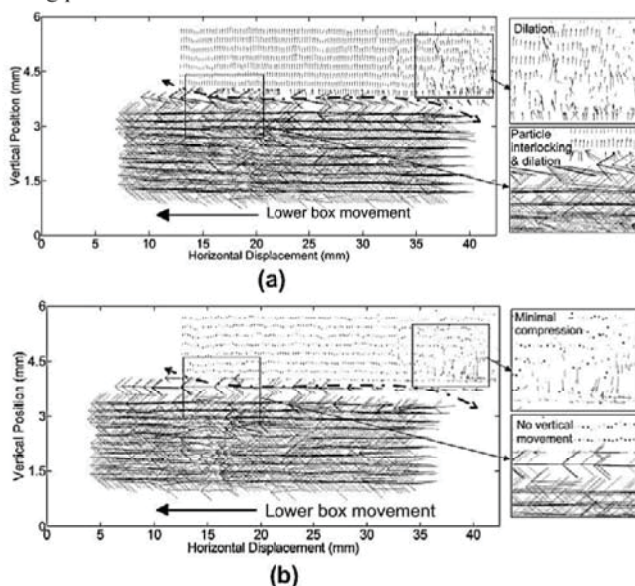 6
Vertical Position (mm)
4.5
3
1.5
0
Lower box movement
0 5 10 15 20 25 30 35 40
Horizontal Displacement (mm)
Dilation
Particle
interlocking
& dilation
(a)
6
Vertical Position (mm)
4.5
3
1.5
0
Lower box movement
0 5 10 15 20 25 30 35 40
Horizontal Displacement (mm)
Minimal
compression
No vertical
movement
(b)